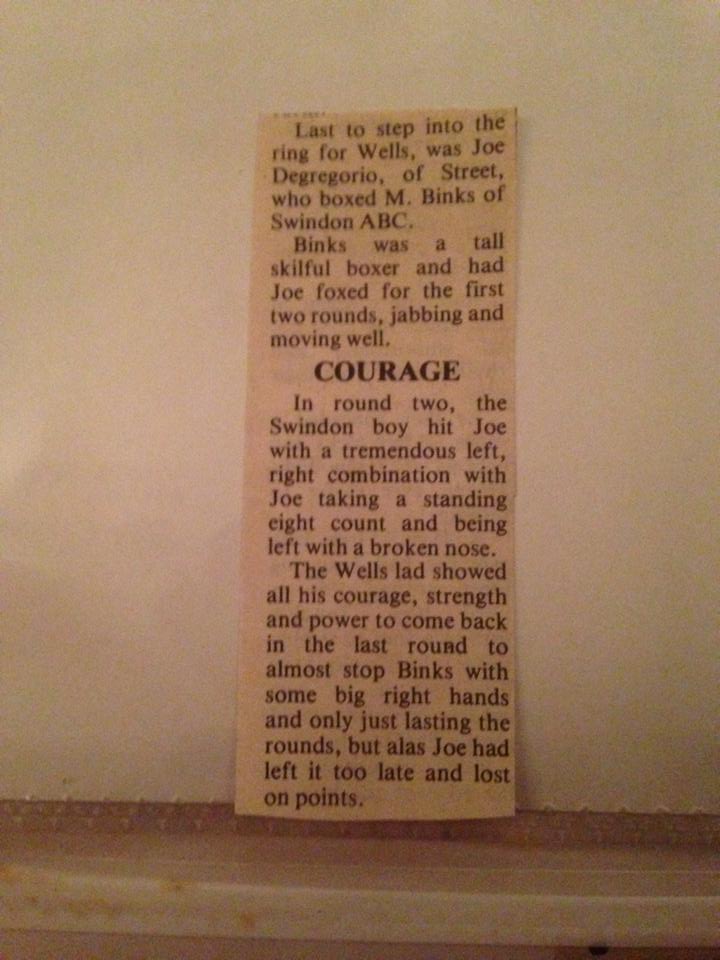 Last to step into the
ring for Wells, was Joe
Degregorio, of Street,
who boxed M. Binks of
Swindon ABC.
Binks was a tall
skilful boxer and had
Joe foxed for the first
two rounds, jabbing and
moving well.
COURAGE
In round two, the
Swindon boy hit Joe
with a tremendous left,
right combination with
Joe taking a standing
eight count and being
left with a broken nose.
The Wells lad showed
all his courage, strength
and power to come back
in the last round to
almost stop Binks with
some big right hands
and only just lasting the
rounds, but alas Joe had
left it too late and lost
on points.